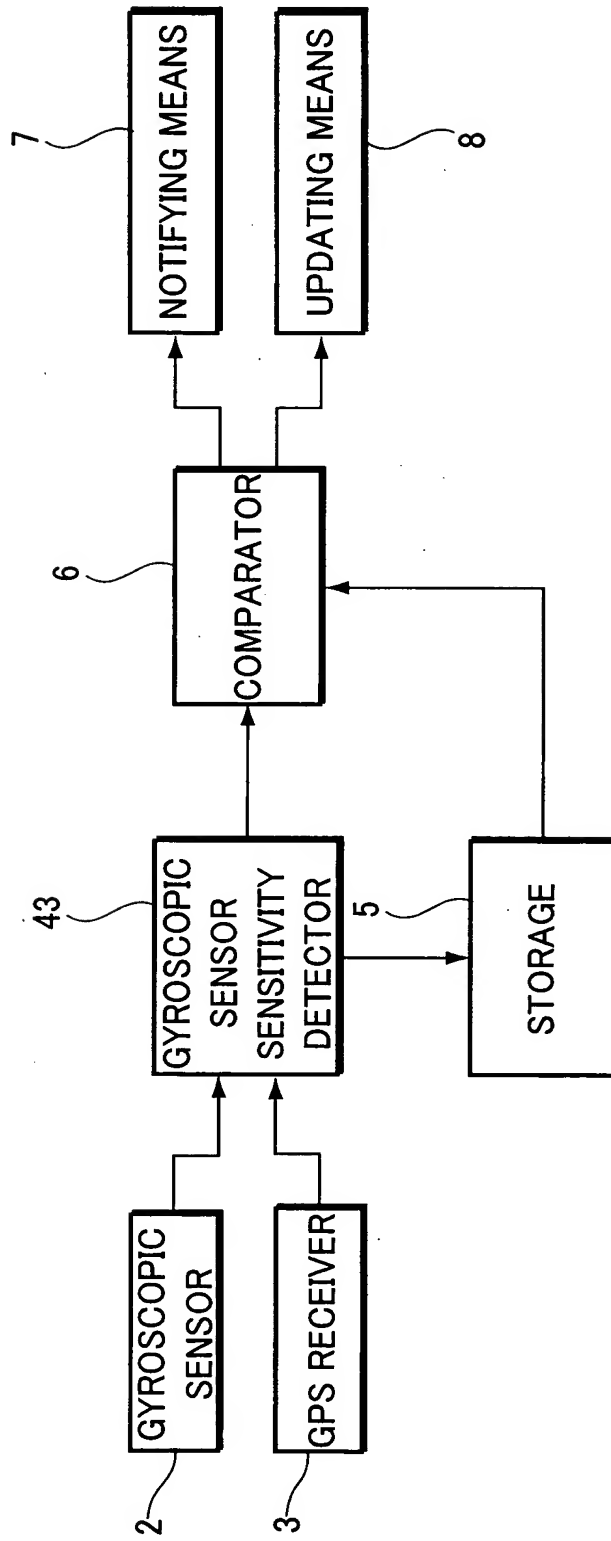 2
GYROSCOPIC
SENSOR
3
GPS RECEIVER
43
GYROSCOPIC
SENSOR
SENSITIVITY
DETECTOR
5
STORAGE
6
COMPARATOR
7
NOTIFYING MEANS
8
UPDATING MEANS